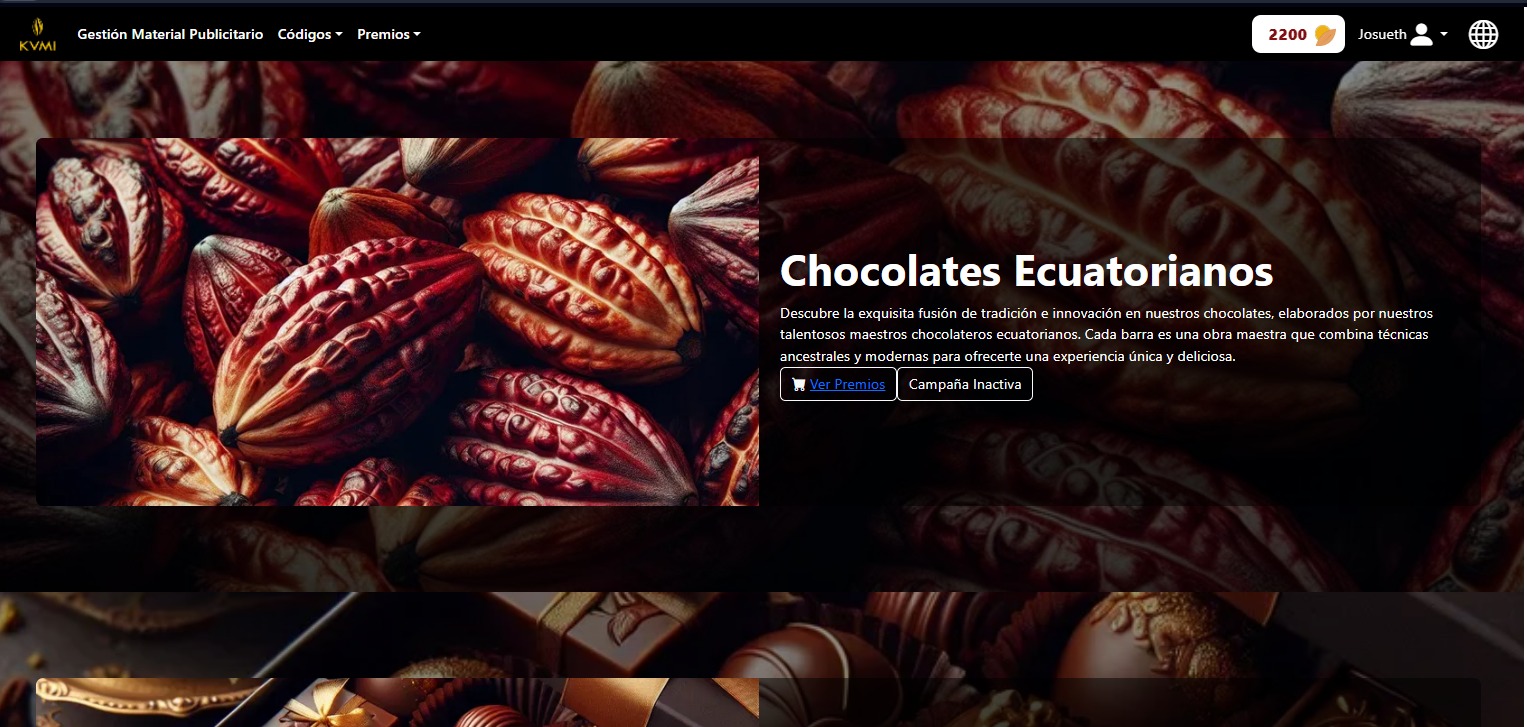 KVMI
Gestión Material Publicitario Códigos Premios
2200 Josueth
Chocolates Ecuatorianos
Descubre la exquisita fusión de tradición e innovación en nuestros chocolates, elaborados por nuestros
talentosos maestros chocolateros ecuatorianos. Cada barra es una obra maestra que combina técnicas
ancestrales y modernas para ofrecerte una experiencia única y deliciosa.
Ver Premios Campaña Inactiva